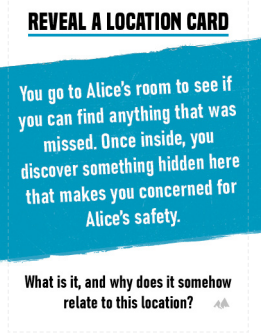 REVEAL A LOCATION CARD
You go to Alice's room to see if
you can find anything that was
missed. Once inside, you
discover something hidden here
that makes you concerned for
Alice's safety.
What is it, and why does it somehow
relate to this location?